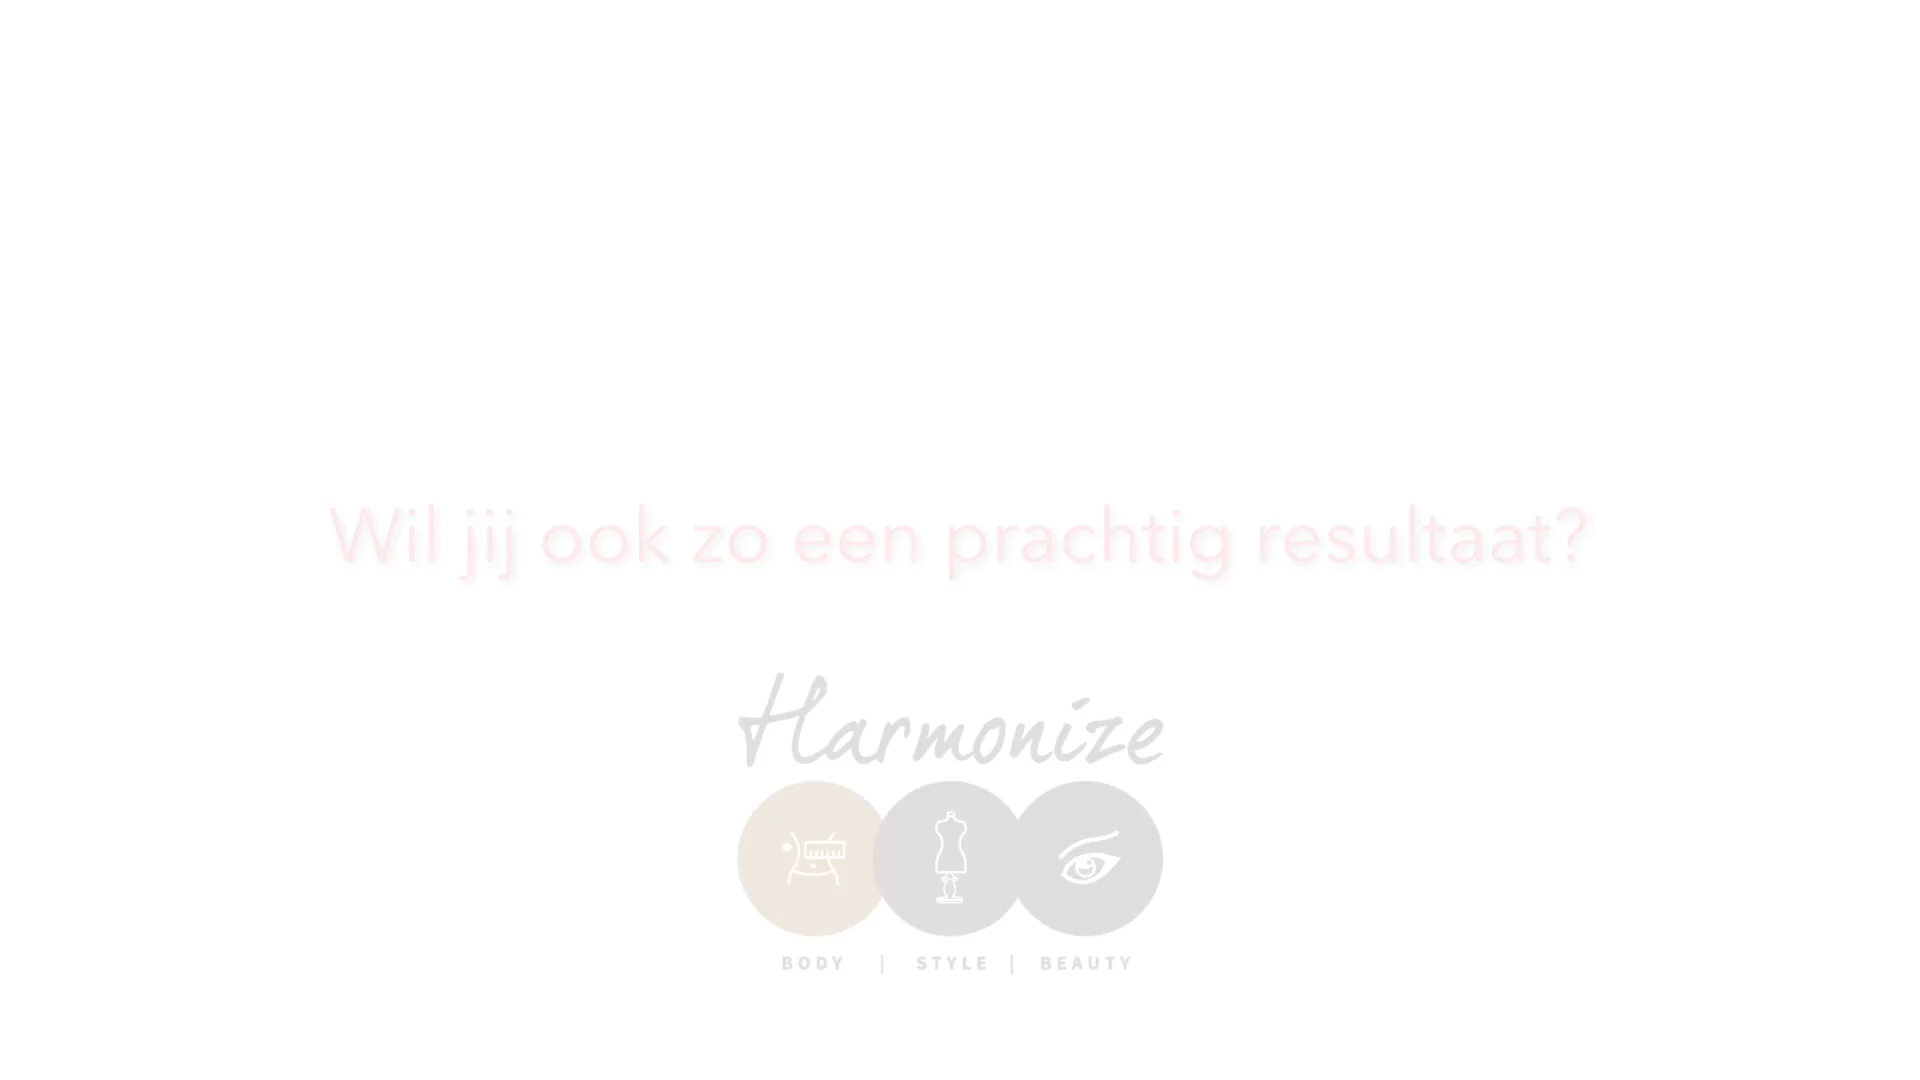 Wil jij ook zo een prachtig resultaat?
Harmonize
BODY | STYLE | BEAUTY